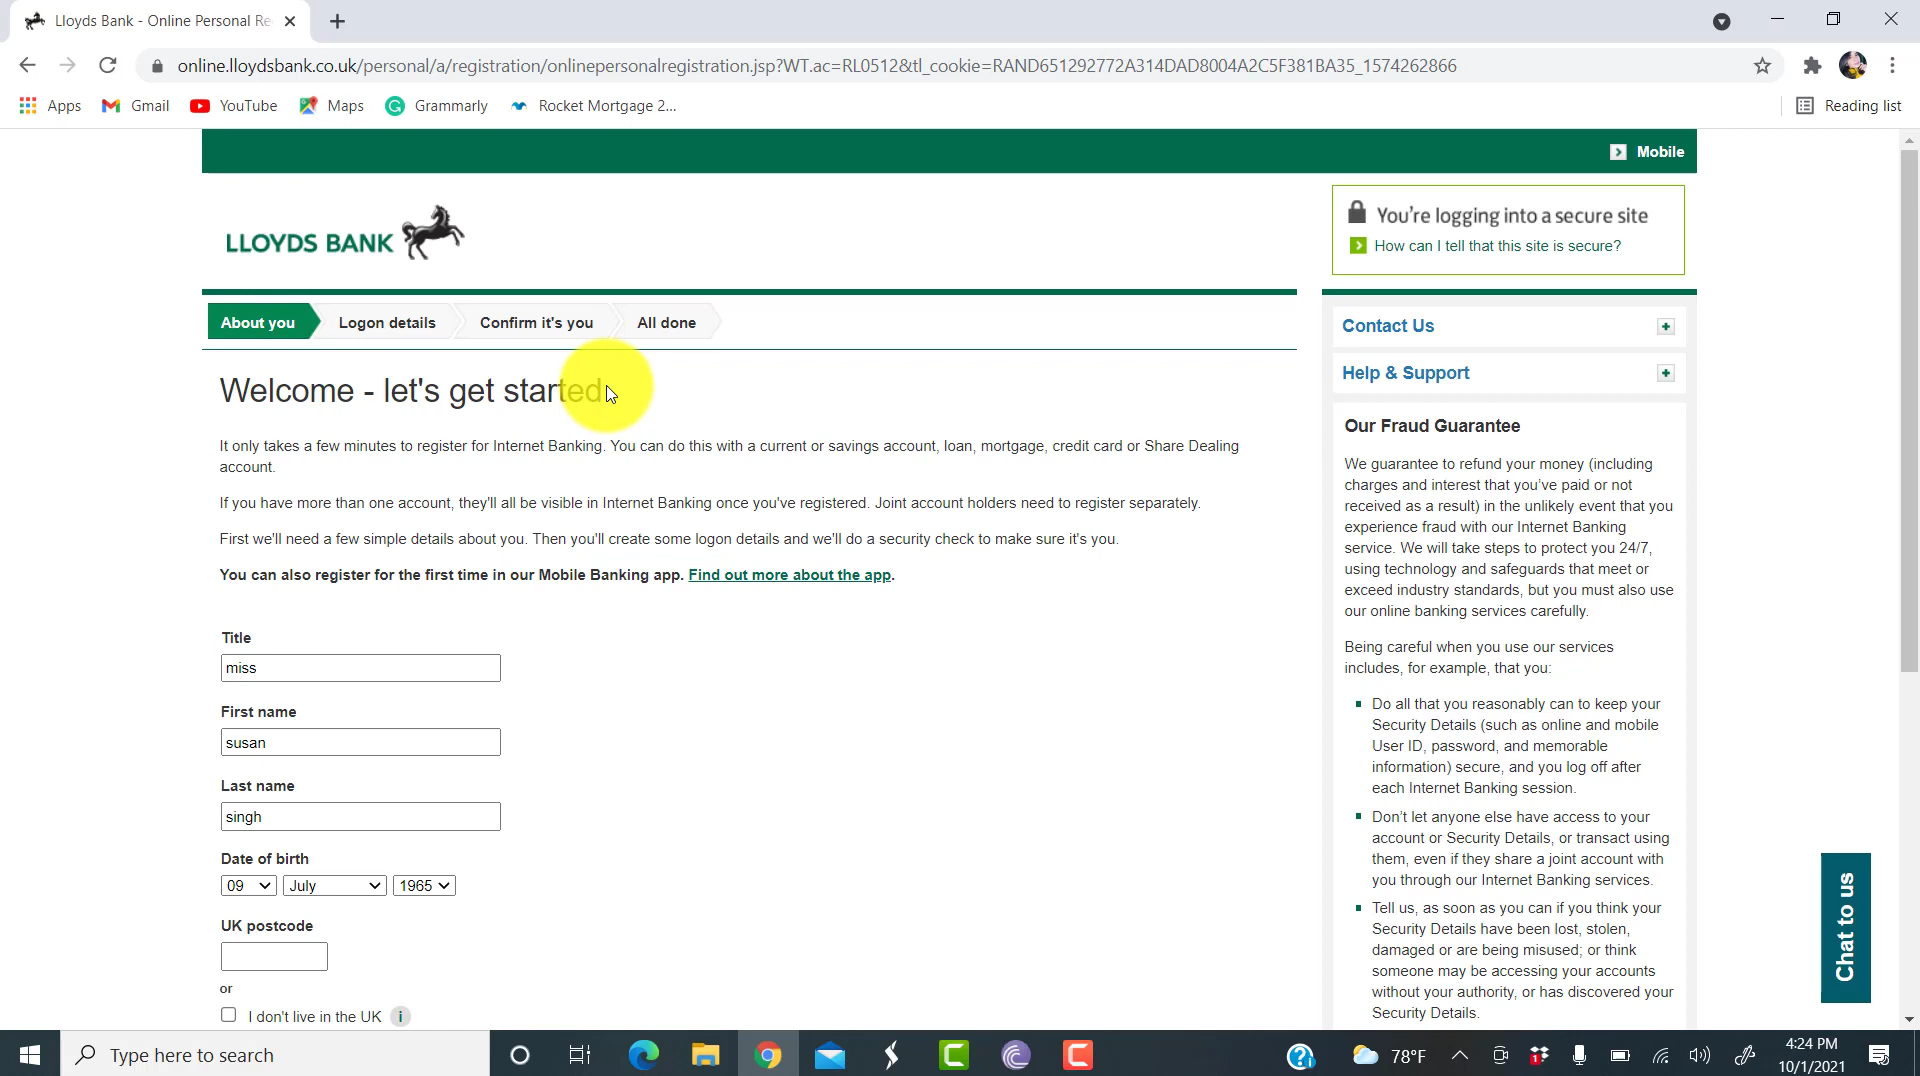 Lloyds Bank - Online Personal Re
online.lloydsbank.co.uk/personal/a/registration/onlinepersonalregistration.jsp?WT.ac=RL0512&tl_cookie=RAND651292772A314DAD8004A2C5F381BA35_1574262866
Apps Gmail YouTube Maps Grammarly Rocket Mortgage 2... Reading list
Mobile
LLOYDS BANK
You're logging into a secure site
How can I tell that this site is secure?
About you Logon details Confirm it's you All done
Welcome - let's get started
It only takes a few minutes to register for Internet Banking. You can do this with a current or savings account, loan, mortgage, credit card or Share Dealing
account.
If you have more than one account, they'll all be visible in Internet Banking once you've registered. Joint account holders need to register separately.
First we'll need a few simple details about you. Then you'll create some logon details and we'll do a security check to make sure it's you.
You can also register for the first time in our Mobile Banking app. Find out more about the app.
Title
miss
First name
susan
Last name
singh
Date of birth
09 July 1965
UK postcode
or
I don't live in the UK i
Contact Us
Help & Support
Our Fraud Guarantee
We guarantee to refund your money (including
charges and interest that you've paid or not
received as a result) in the unlikely event that you
experience fraud with our Internet Banking
service. We will take steps to protect you 24/7,
using technology and safeguards that meet or
exceed industry standards, but you must also use
our online banking services carefully.
Being careful when you use our services
includes, for example, that you:
Do all that you reasonably can to keep your
Security Details (such as online and mobile
User ID, password, and memorable
information) secure, and you log off after
each Internet Banking session.
Don't let anyone else have access to your
account or Security Details, or transact using
them, even if they share a joint account with
you through our Internet Banking services.
Tell us, as soon as you can if you think your
Security Details have been lost, stolen,
damaged or are being misused; or think
someone may be accessing your accounts
without your authority, or has discovered your
Security Details.
Chat to us
Type here to search
78°F
4:24 PM
10/1/2021